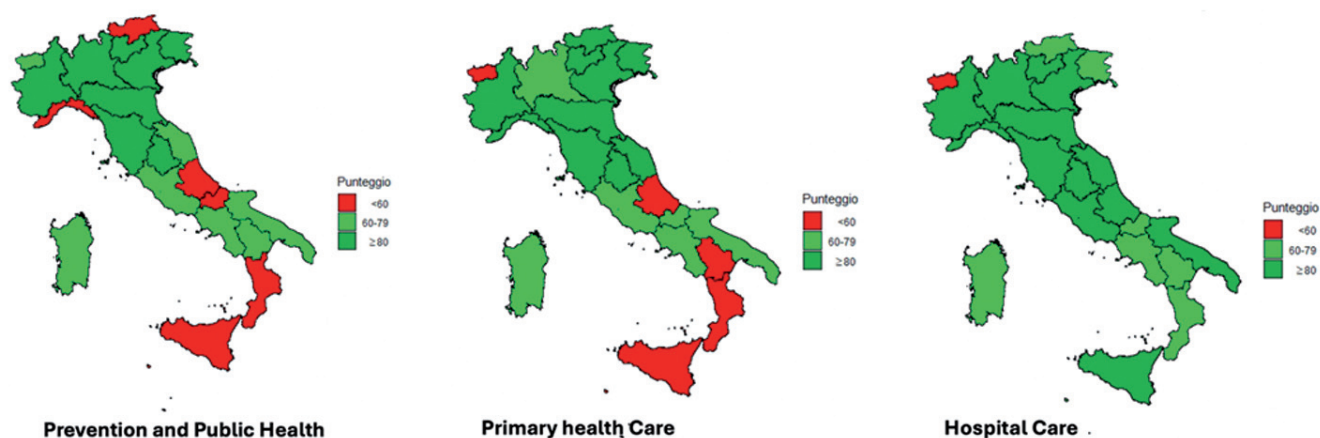 Punteggio
<60
60-79
≥80
Prevention and Public Health
Punteggio
<60
60-79
≥80
Primary health Care
Punteggio
<60
60-79
≥80
Hospital Care